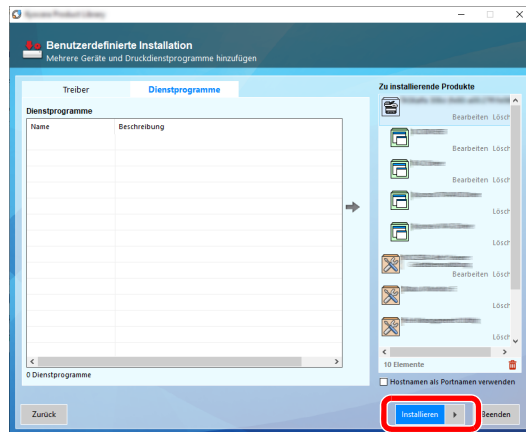 Benutzerdefinierte Installation
Mehrere Geräte und Druckdienstprogramme hinzufügen
Treiber
Dienstprogramme
Dienstprogramme
Name Beschreibung
0 Dienstprogramme
Zu installierende Produkte
Bearbeiten Lösch
Bearbeiten Lösch
Bearbeiten Lösch
Lösch
Lösch
Bearbeiten Lösch
Lösch
Lösch
10 Elemente
Hostnamen als Portnamen verwenden
Zurück
Installieren
Beenden